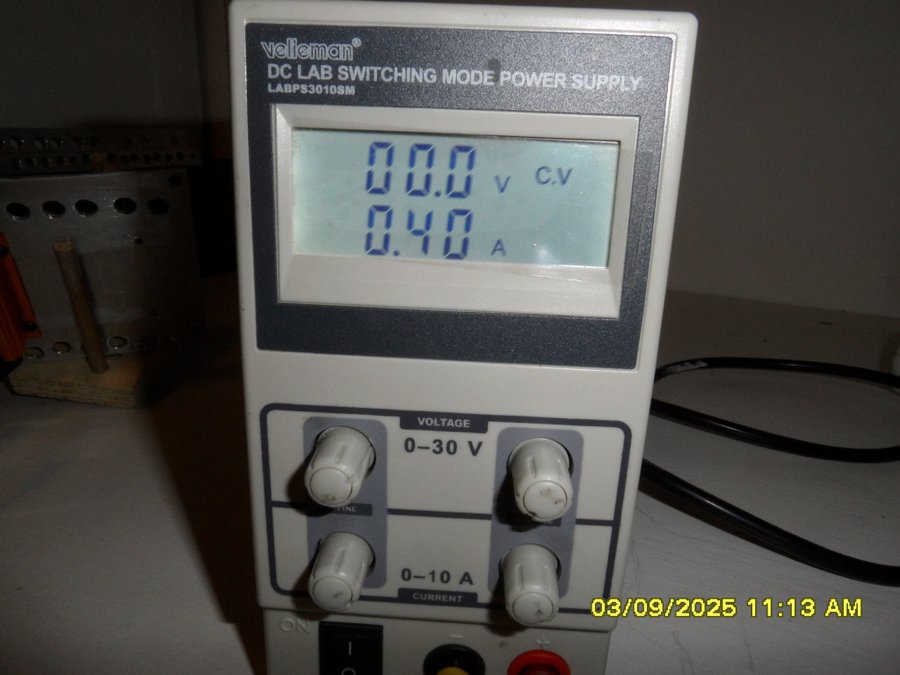 velleman®
DC LAB SWITCHING MODE POWER SUPPLY
LABPS3010SM
00.0 V C.V
0.40 A
VOLTAGE
0–30 V
FINE
0–10 A
CURRENT
ON
03/09/2025 11:13 AM